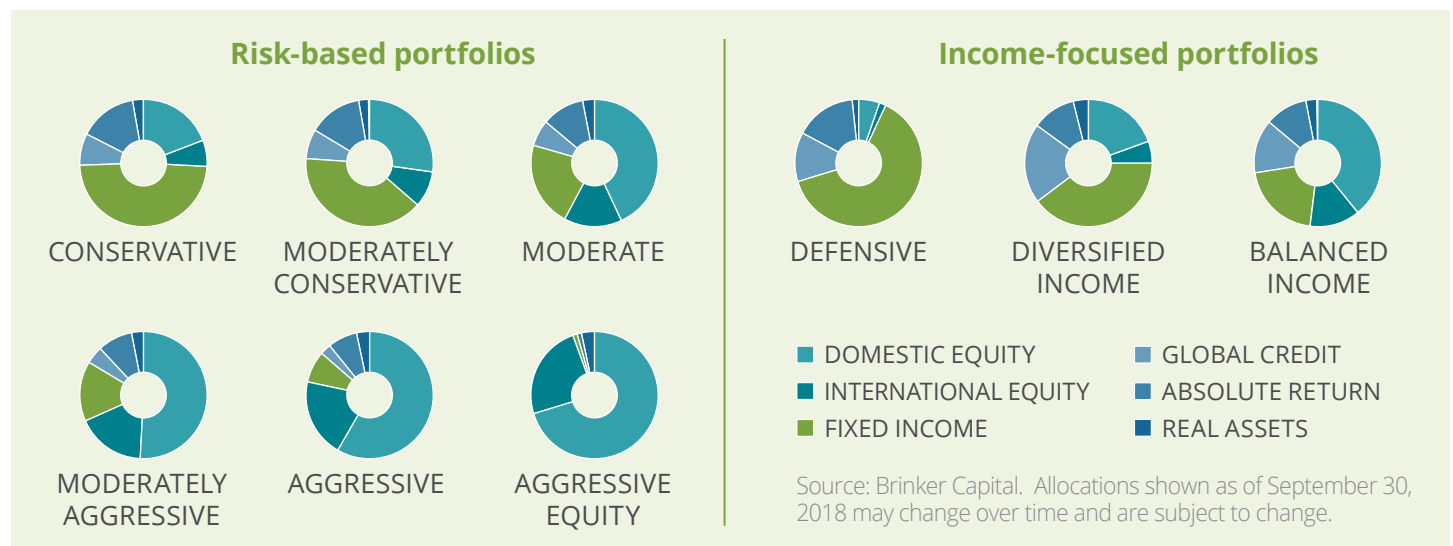 Risk-based portfolios
CONSERVATIVE
MODERATELY
CONSERVATIVE
MODERATE
MODERATELY
AGGRESSIVE
AGGRESSIVE
AGGRESSIVE
EQUITY
Income-focused portfolios
DEFENSIVE
DIVERSIFIED
INCOME
BALANCED
INCOME
DOMESTIC EQUITY
INTERNATIONAL EQUITY
FIXED INCOME
GLOBAL CREDIT
ABSOLUTE RETURN
REAL ASSETS
Source: Brinker Capital.  Allocations shown as of September 30,
2018 may change over time and are subject to change.